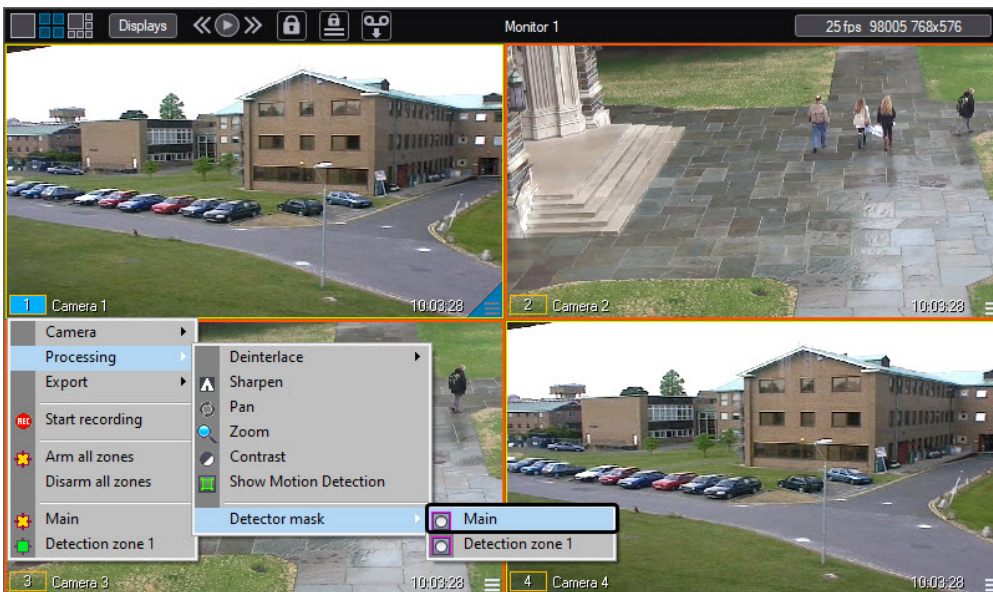 Displays
Monitor 1
25 fps 98005 768x576
1 Camera 1 10:03:28
2 Camera 2 10:03:28
Camera
Processing
Export
REC Start recording
Arm all zones
Disarm all zones
Main
Detection zone 1
Deinterlace
Sharpen
Pan
Zoom
Contrast
Show Motion Detection
Detector mask
Main
Detection zone 1
3 Camera 3 10:03:28
4 Camera 4 10:03:28